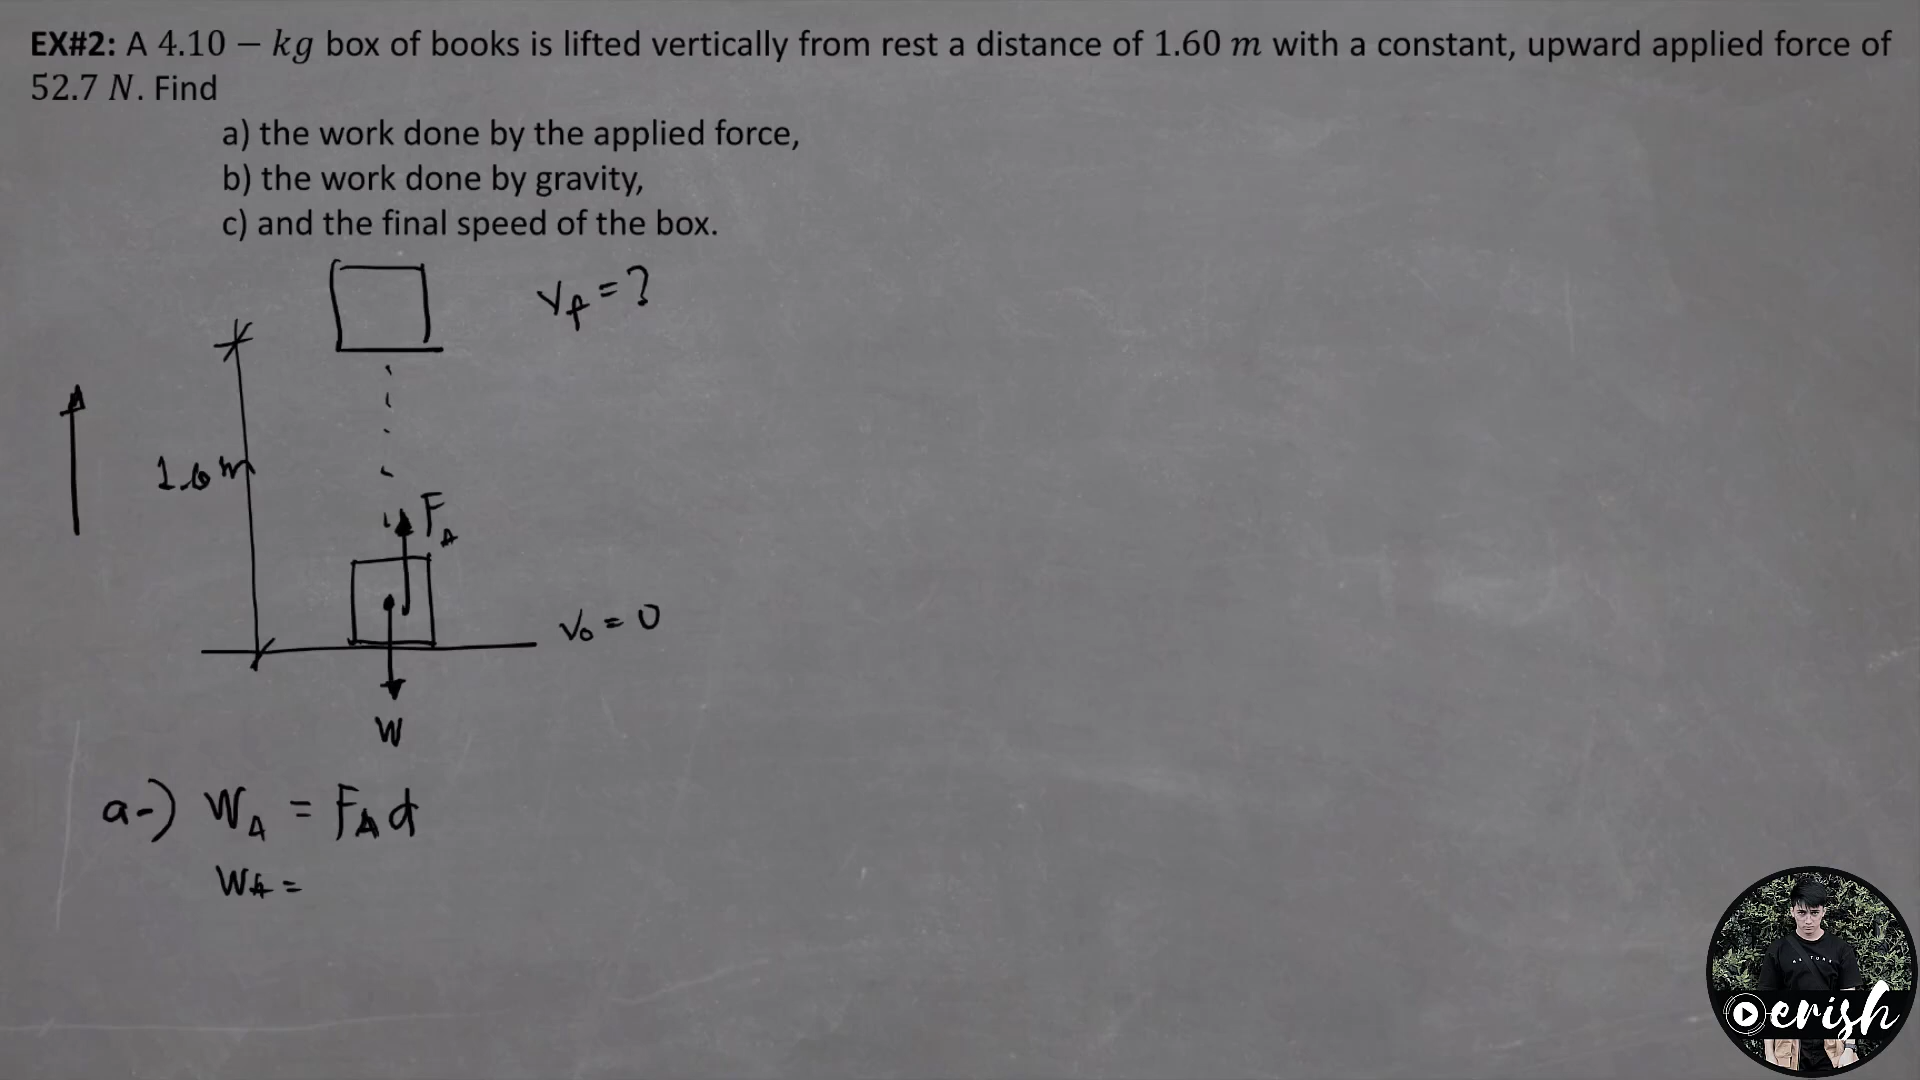 EX#2: A 4.10 − kg box of books is lifted vertically from rest a distance of 1.60 m with a constant, upward applied force of
52.7 N. Find
a) the work done by the applied force,
b) the work done by gravity,
c) and the final speed of the box.
Vf = ?
1.6 m
FA
V0 = 0
W
a-) WA = FA d
WA =
erish